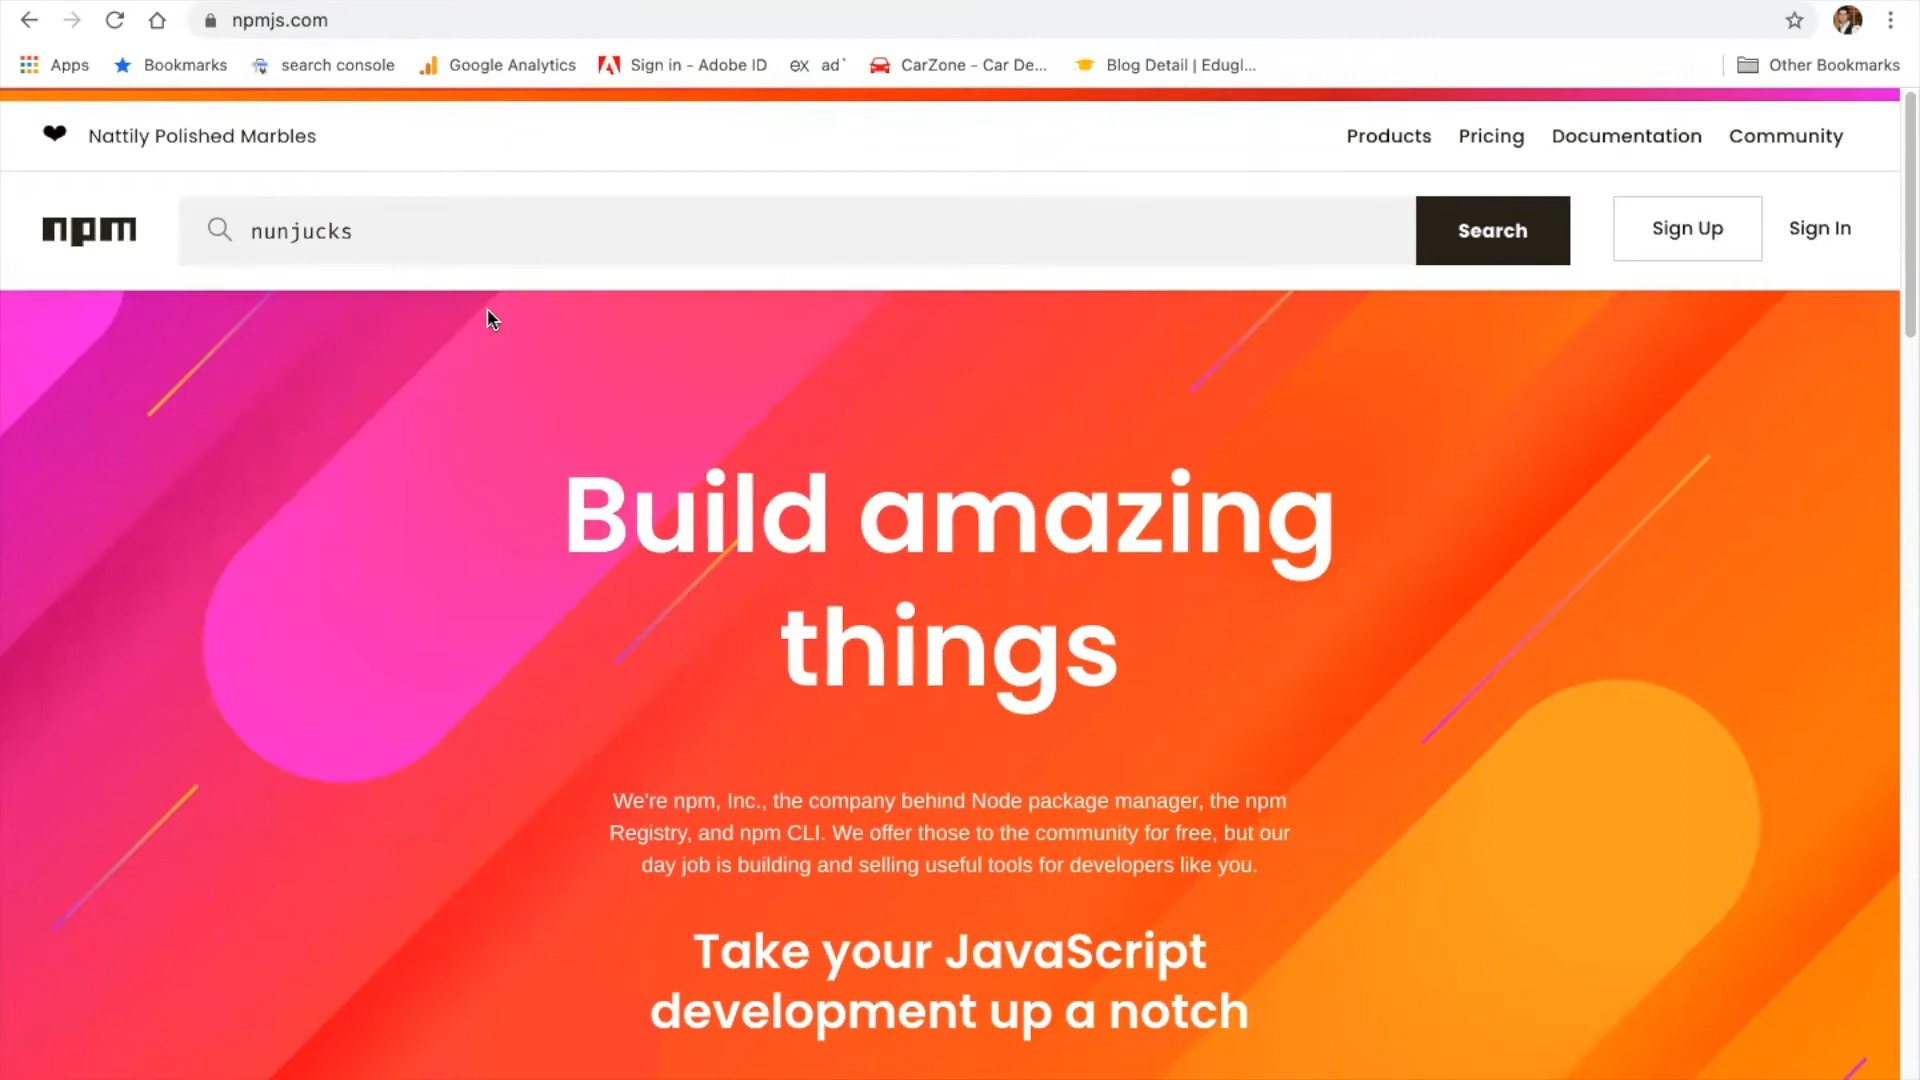 npmjs.com
Apps Bookmarks search console Google Analytics Sign in - Adobe ID ex ad` CarZone - Car De... Blog Detail | Edugl... Other Bookmarks
❤ Nattily Polished Marbles Products Pricing Documentation Community
npm nunjucks Search Sign Up Sign In
Build amazing
things
We're npm, Inc., the company behind Node package manager, the npm
Registry, and npm CLI. We offer those to the community for free, but our
day job is building and selling useful tools for developers like you.
Take your JavaScript
development up a notch